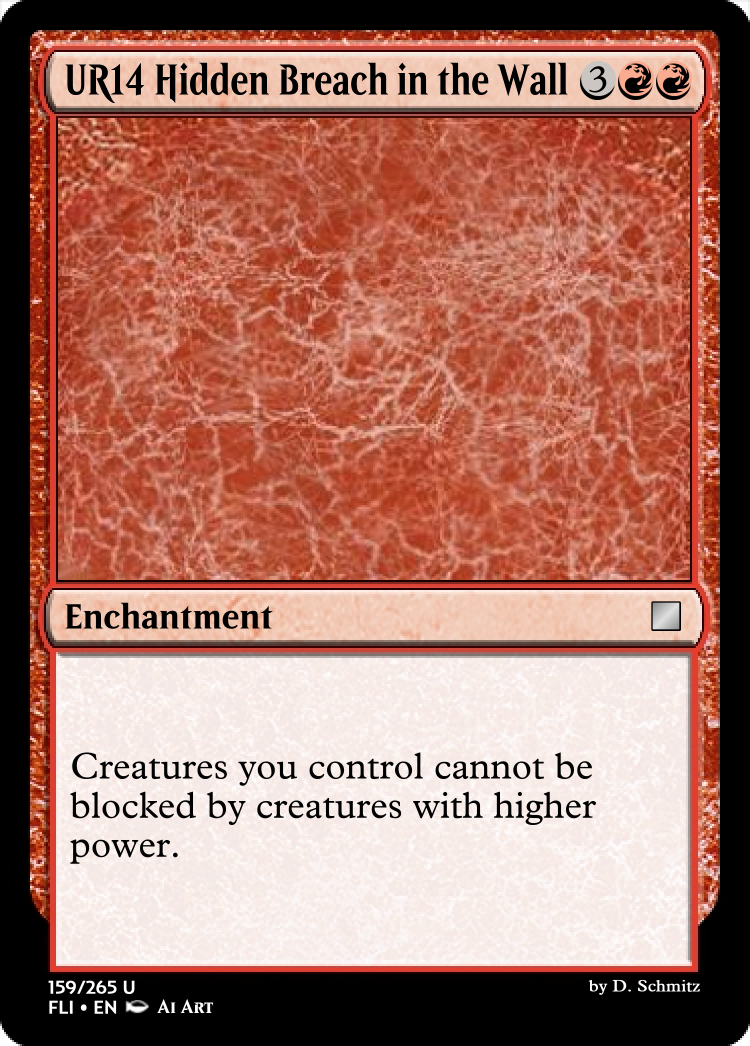 UR14 Hidden Breach in the Wall 3
Enchantment
Creatures you control cannot be
blocked by creatures with higher
power.
159/265 U
FLI • EN AI ART
by D. Schmitz